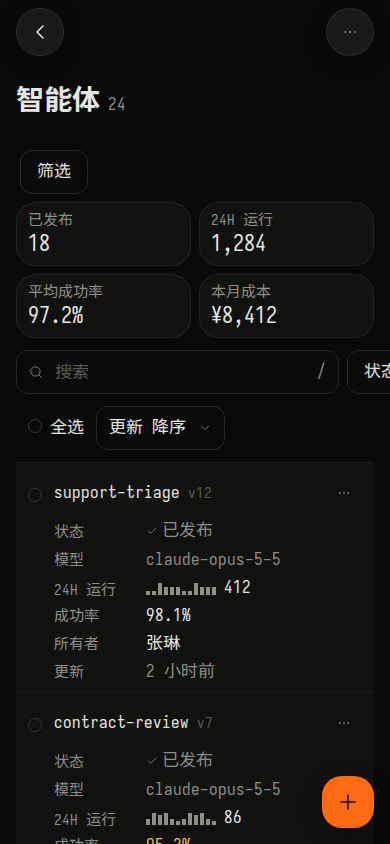 智能体 24
筛选
已发布
18
24H 运行
1,284
平均成功率
97.2%
本月成本
¥8,412
搜索 /
状态
全选 更新 降序
support-triage v12
状态 已发布
模型 claude-opus-5-5
24H 运行 412
成功率 98.1%
所有者 张琳
更新 2 小时前
contract-review v7
状态 已发布
模型 claude-opus-5-5
24H 运行 86